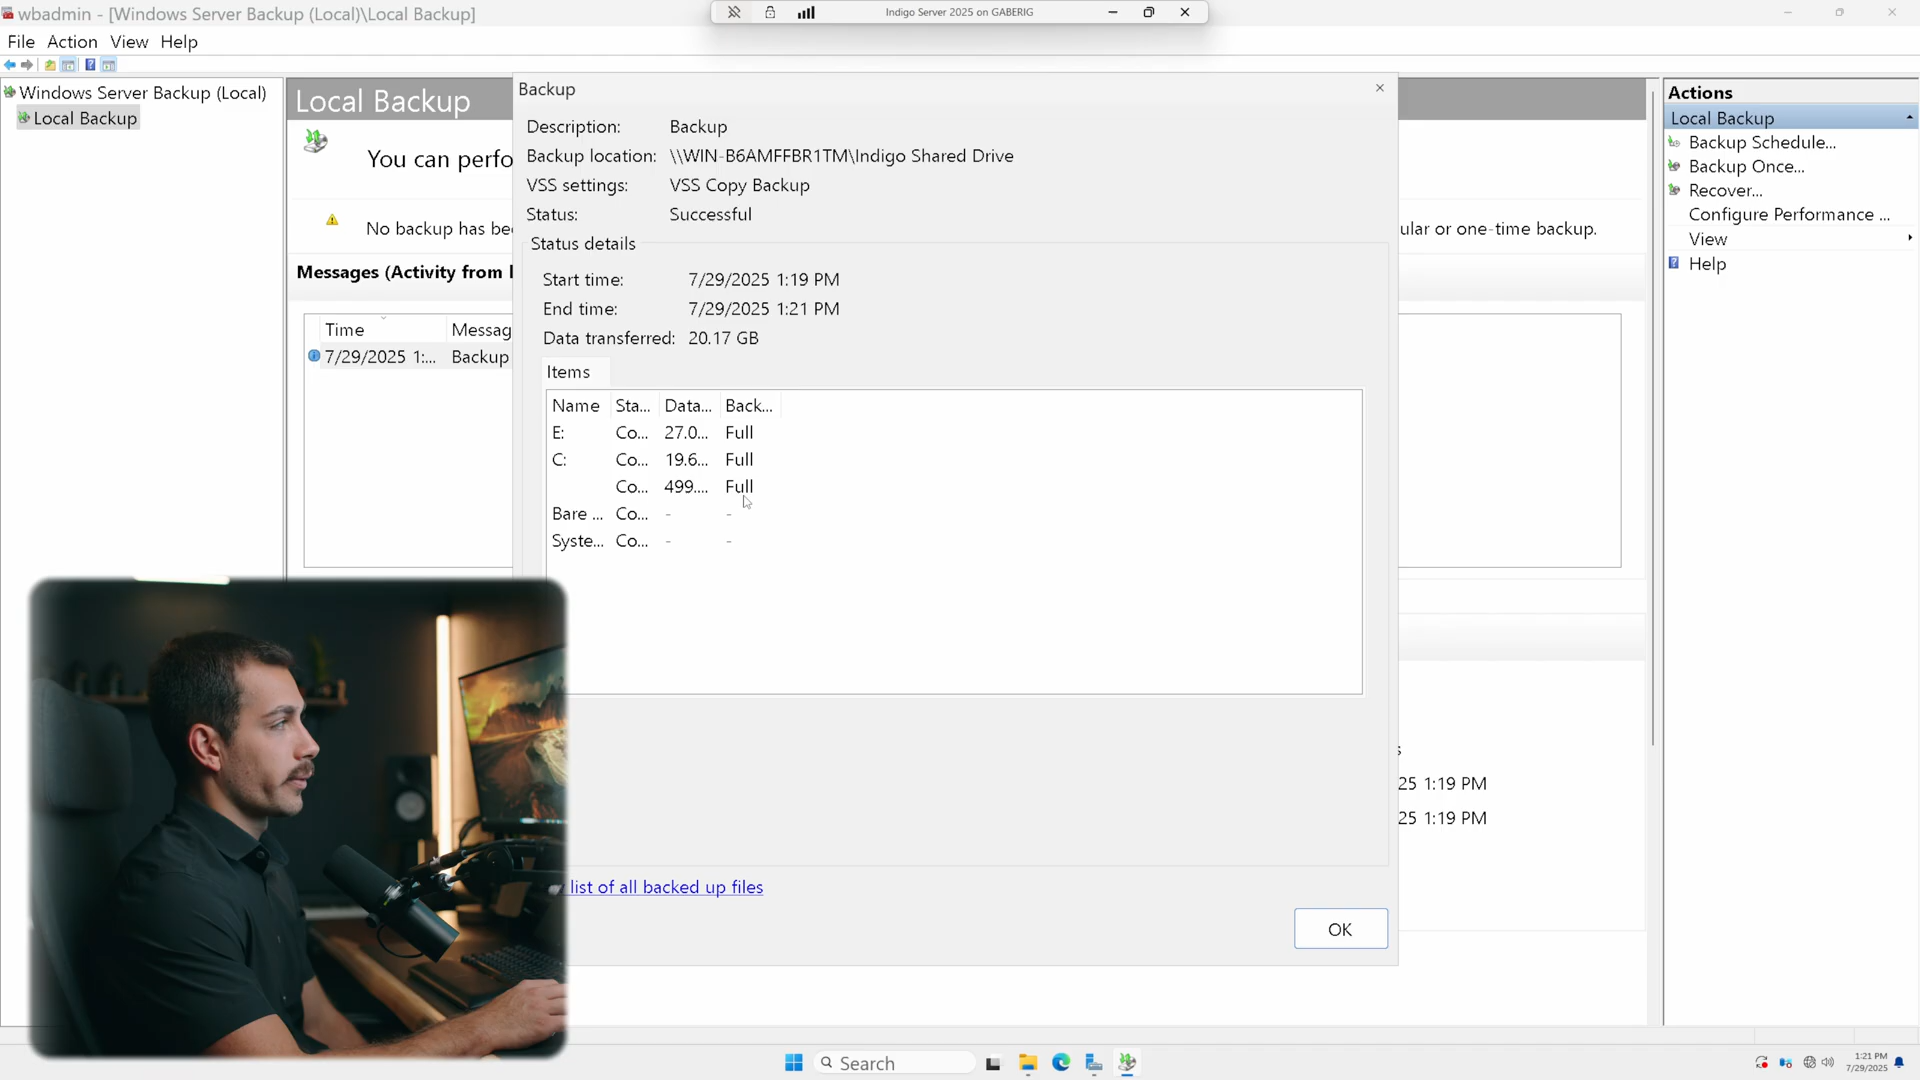 wbadmin - [Windows Server Backup (Local)\Local Backup]
Indigo Server 2025 on GABERIG
File Action View Help
Windows Server Backup (Local)
Local Backup
Local Backup
You can perfo
No backup has bee
ular or one-time backup.
Messages (Activity from l
Time Messag
7/29/2025 1:... Backup
Backup
Description: Backup
Backup location: \\WIN-B6AMFFBR1TM\Indigo Shared Drive
VSS settings: VSS Copy Backup
Status: Successful
Status details
Start time: 7/29/2025 1:19 PM
End time: 7/29/2025 1:21 PM
Data transferred: 20.17 GB
Items
Name Sta... Data... Back...
E: Co... 27.0... Full
C: Co... 19.6... Full
Co... 499.... Full
Bare ... Co... - -
Syste... Co... - -
list of all backed up files
OK
s
25 1:19 PM
25 1:19 PM
Actions
Local Backup
Backup Schedule...
Backup Once...
Recover...
Configure Performance ...
View
Help
Search
1:21 PM
7/29/2025